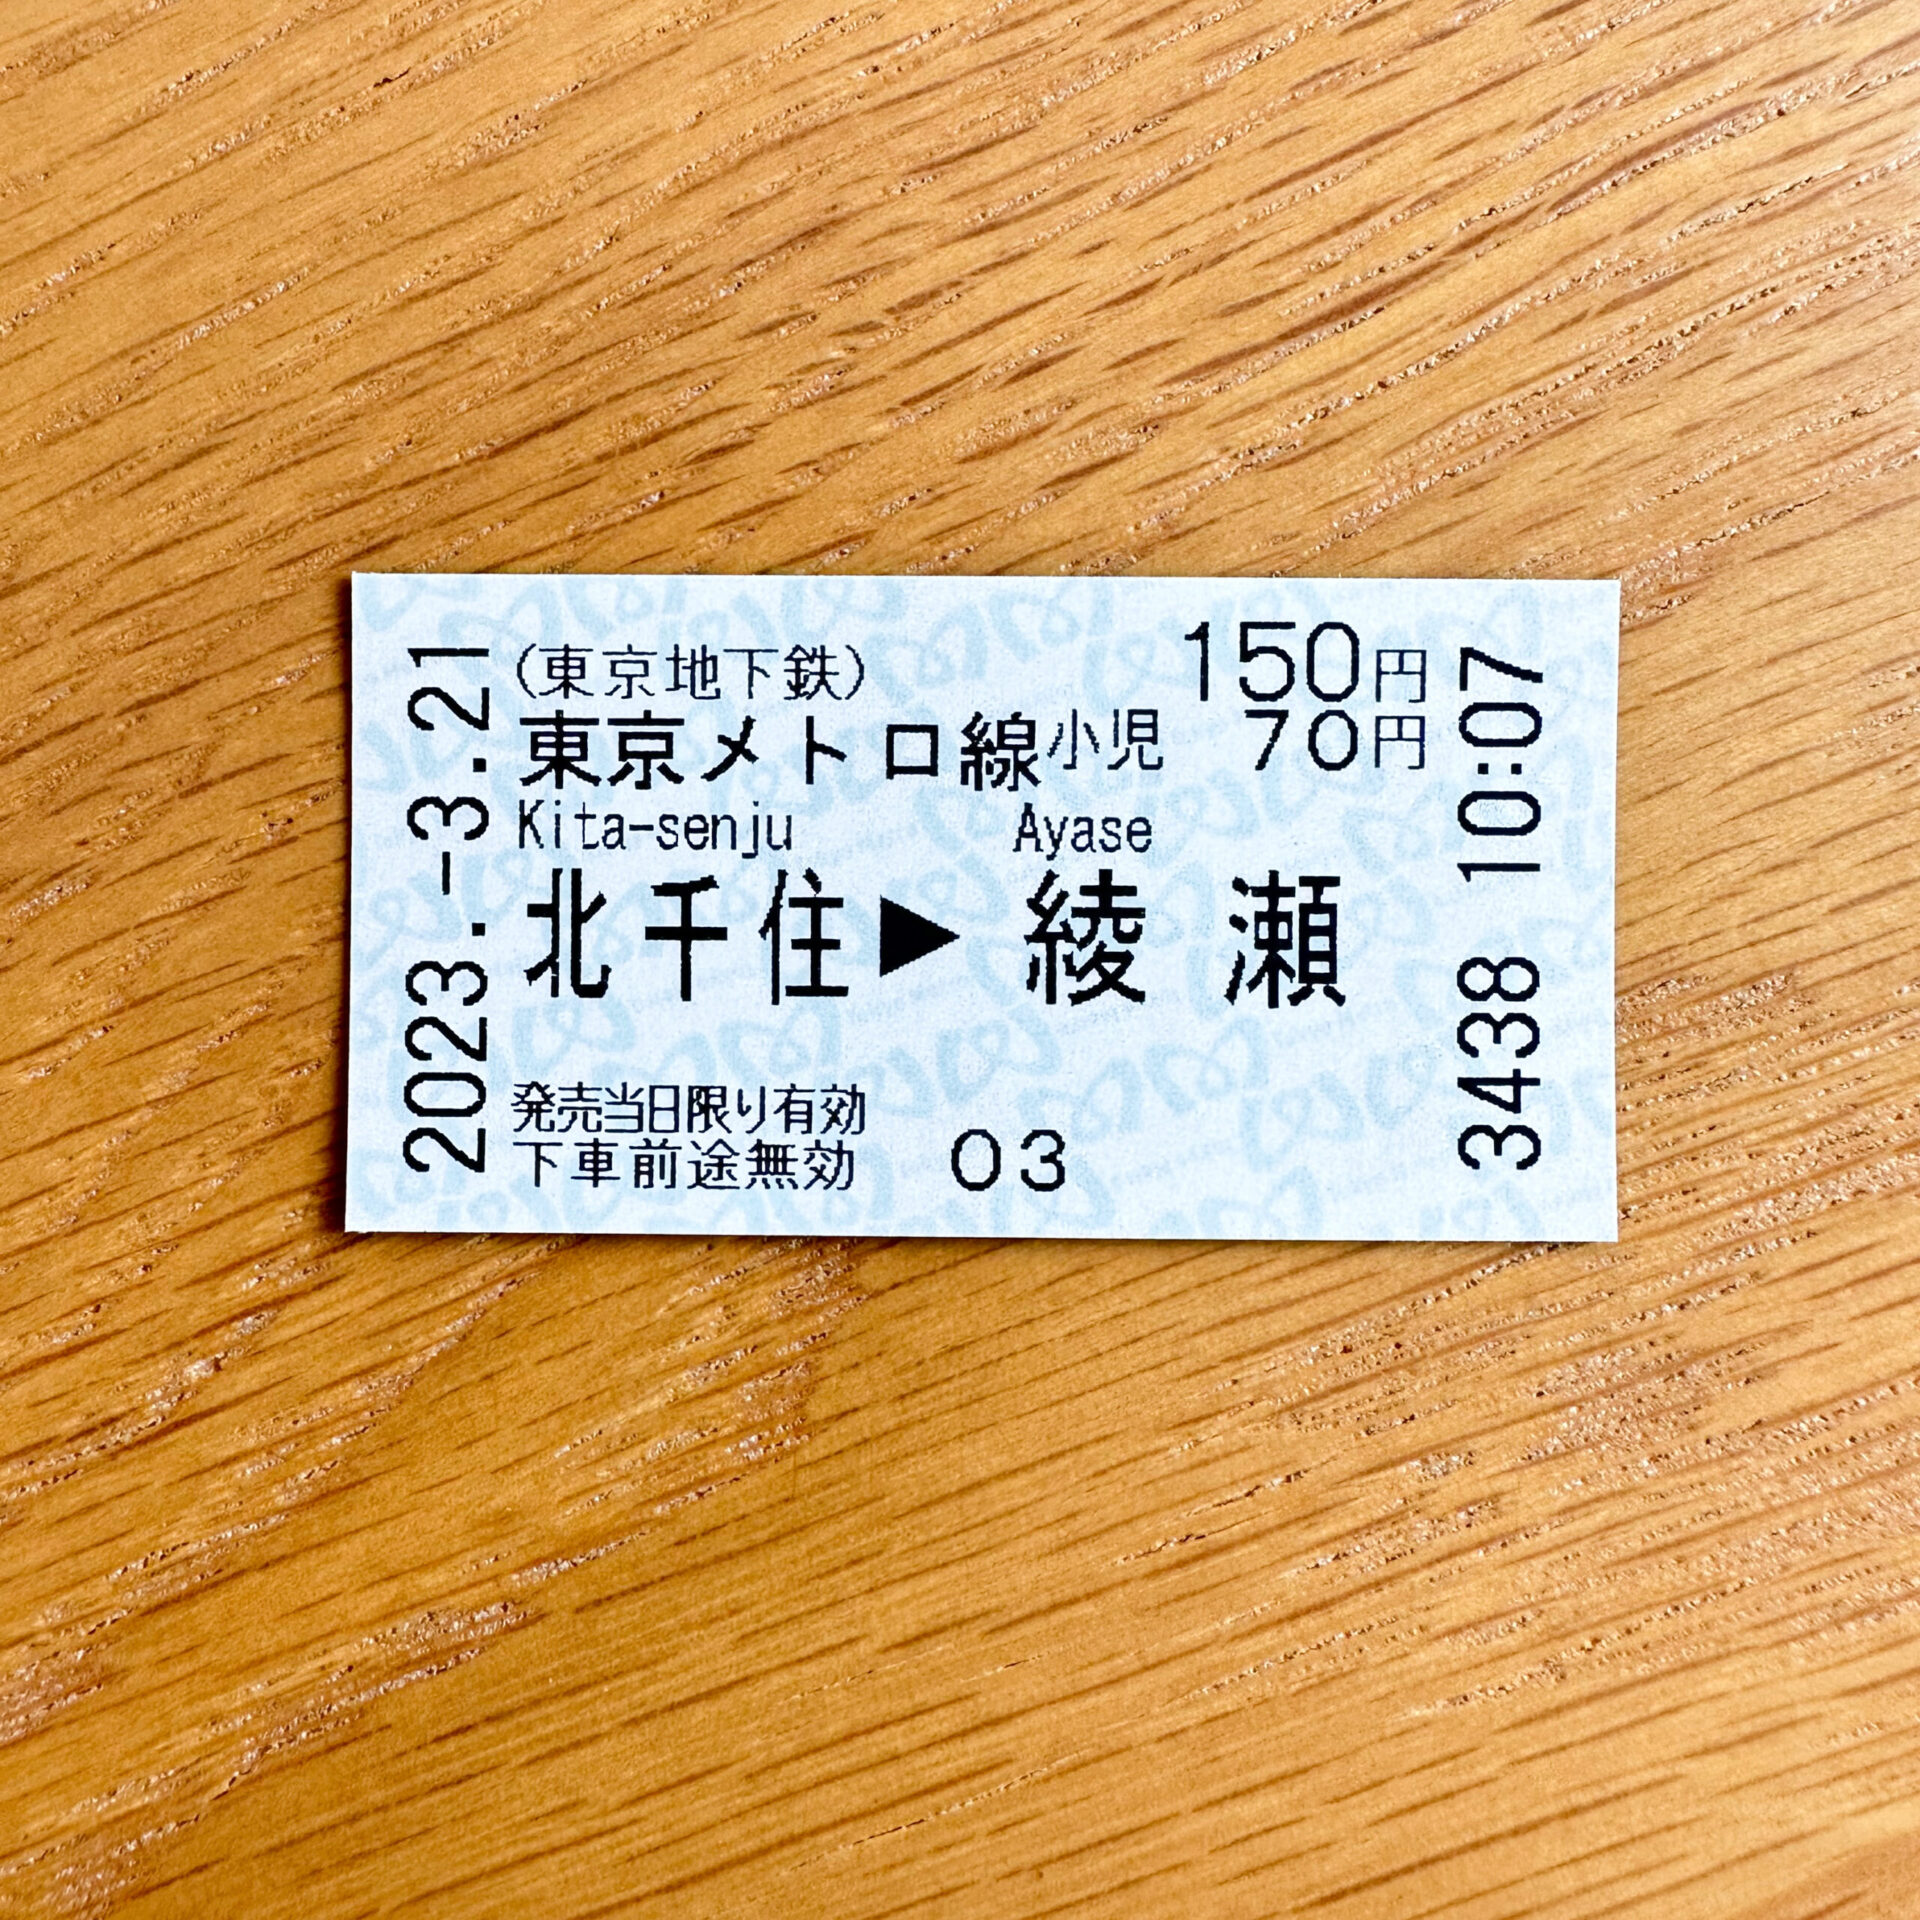 2023.-3.21
(東京地下鉄)
150円
東京メトロ線小児 70円
Kita-senju Ayase
北千住▶綾瀬
発売当日限り有効
下車前途無効 03
3438 10:07